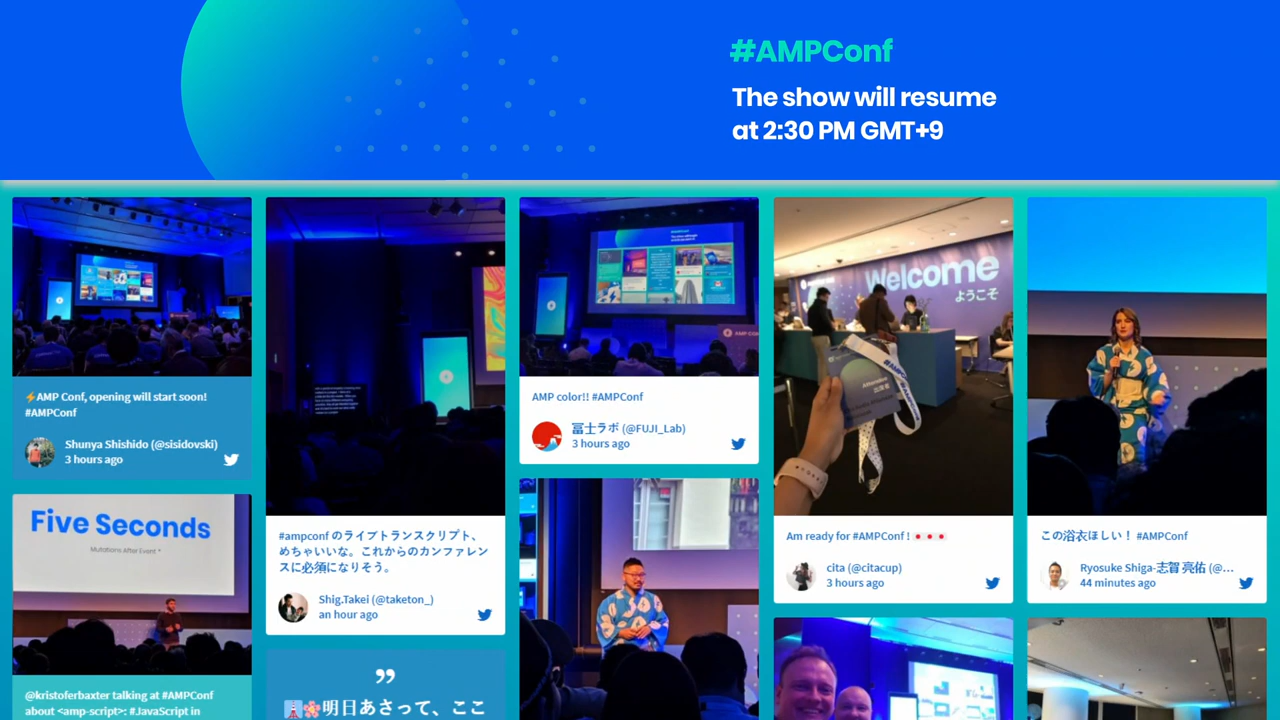 #AMPConf
The show will resume
at 2:30 PM GMT+9
⚡AMP Conf, opening will start soon!
#AMPConf
Shunya Shishido (@sisidovski)
3 hours ago
Five Seconds
Mutations After Event *
@kristoferbaxter talking at #AMPConf
about <amp-script>: #JavaScript in
#ampconf のライブトランスクリプト、
めちゃいいな。これからのカンファレン
スに必須になりそう。
Shig.Takei (@taketon_)
an hour ago
”
🗼🌸明日あさって、ここ
#AMPConf
AMP color!! #AMPConf
冨士ラボ (@FUJI_Lab)
3 hours ago
Welcome
ようこそ
Attendee
Am ready for #AMPConf ! 🇯🇵🇯🇵🇯🇵
cita (@citacup)
3 hours ago
この浴衣ほしい！ #AMPConf
Ryosuke Shiga-志賀 亮佑 (@...
44 minutes ago